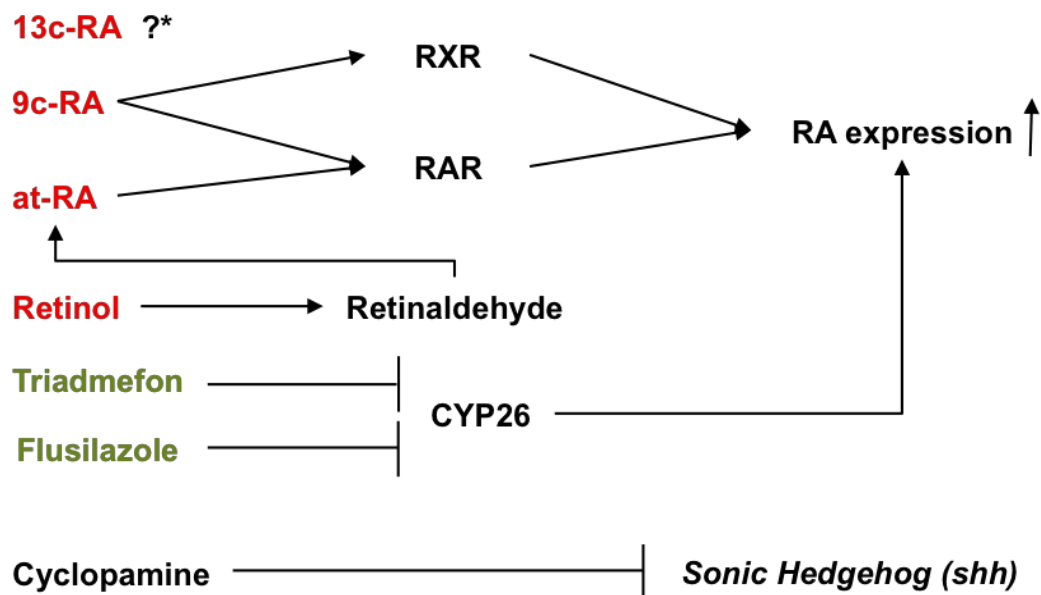 13c-RA ?*
RXR
9c-RA
RA expression
RAR
at-RA
Retinol
Retinaldehyde
Triadmefon
CYP26
Flusilazole
Cyclopamine
Sonic Hedgehog (shh)